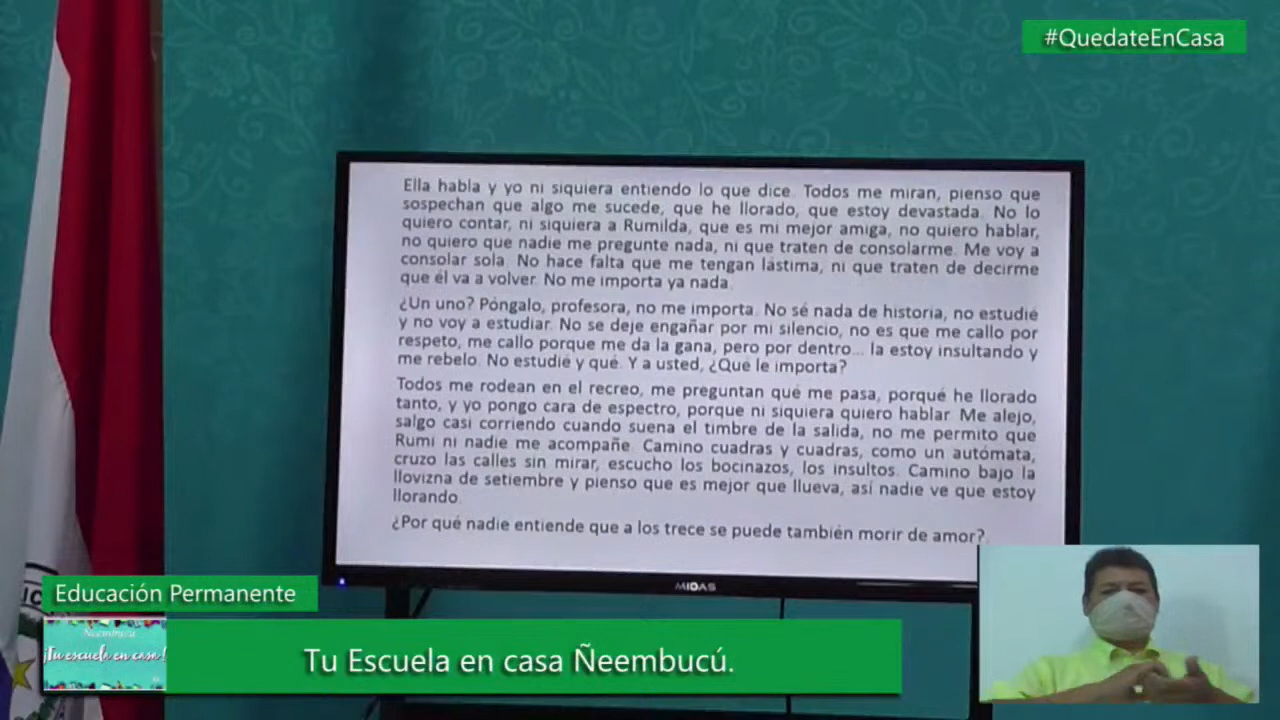 #QuedateEnCasa
Ella habla y yo ni siquiera entiendo lo que dice. Todos me miran, pienso que
sospechan que algo me sucede, que he llorado, que estoy devastada. No lo
quiero contar, ni siquiera a Rumilda, que es mi mejor amiga, no quiero hablar,
no quiero que nadie me pregunte nada, ni que traten de consolarme. Me voy a
consolar sola. No hace falta que me tengan lástima, ni que traten de decirme
que él va a volver. No me importa ya nada.
¿Un uno? Póngalo, profesora, no me importa. No sé nada de historia, no estudié
y no voy a estudiar. No se deje engañar por mi silencio, no es que me callo por
respeto, me callo porque me da la gana, pero por dentro... la estoy insultando y
me rebelo. No estudié y qué. Y a usted, ¿Qué le importa?
Todos me rodean en el recreo, me preguntan qué me pasa, porqué he llorado
tanto, y yo pongo cara de espectro, porque ni siquiera quiero hablar. Me alejo,
salgo casi corriendo cuando suena el timbre de la salida, no me permito que
Rumi ni nadie me acompañe. Camino cuadras y cuadras, como un autómata,
cruzo las calles sin mirar, escucho los bocinazos, los insultos. Camino bajo la
llovizna de setiembre y pienso que es mejor que llueva, así nadie ve que estoy
llorando.
¿Por qué nadie entiende que a los trece se puede también morir de amor?
MIDAS
Educación Permanente
Ñeembucú
¡Tu escuela en casa!
Tu Escuela en casa Ñeembucú.